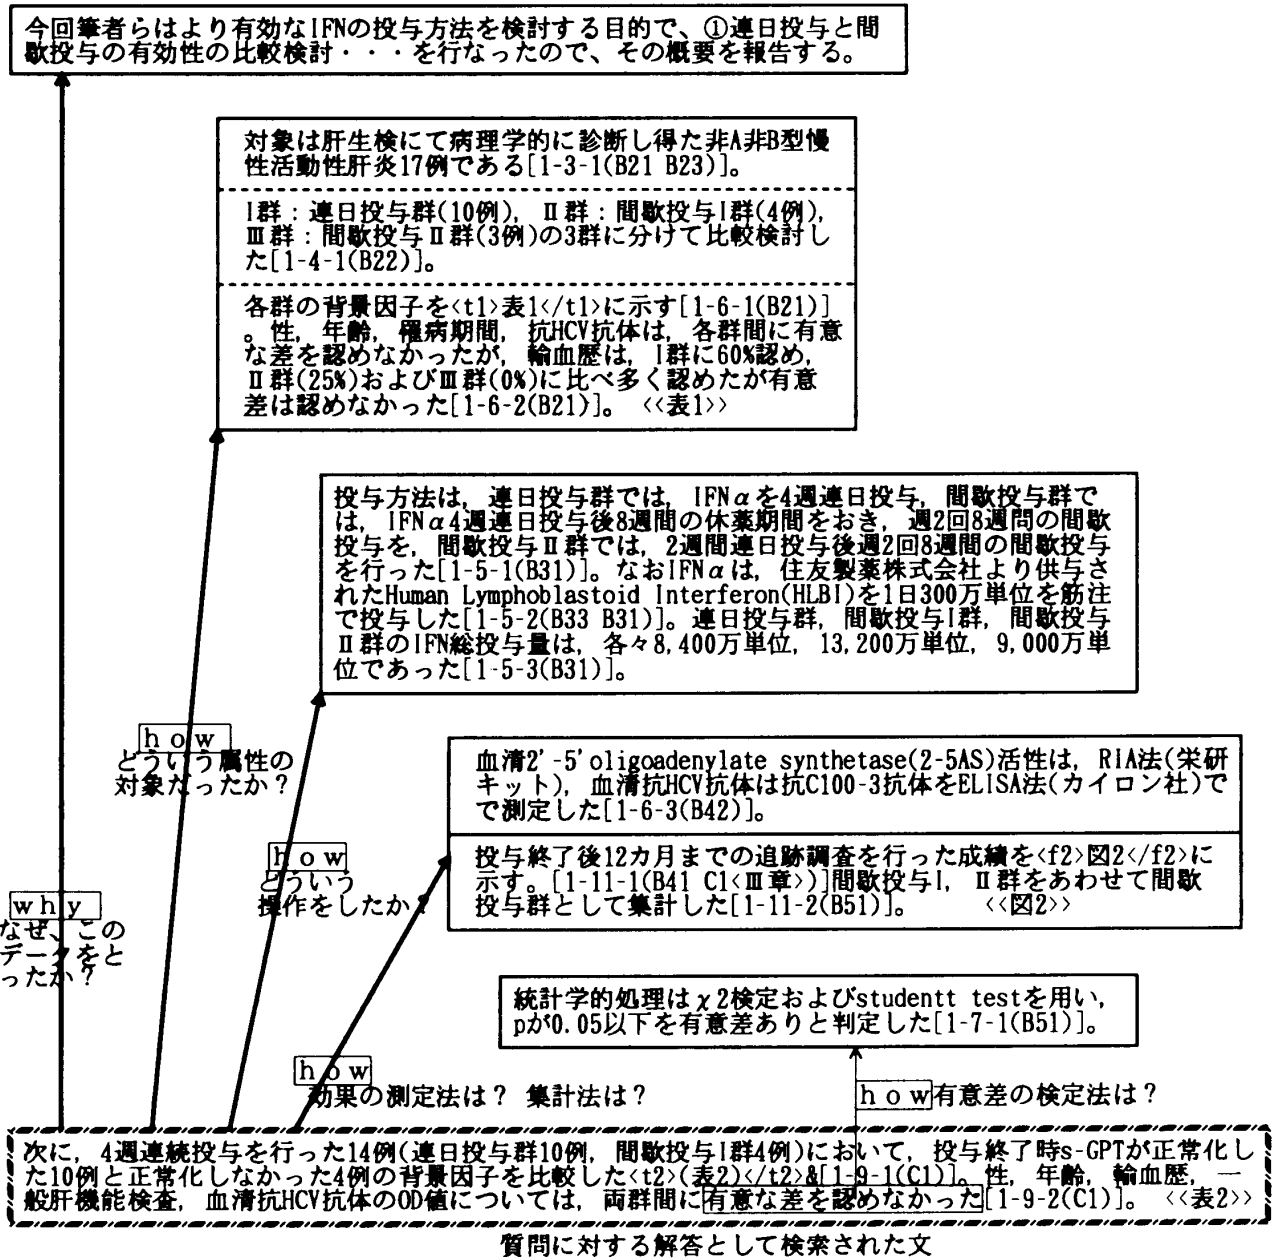 今回筆者らはより有効なIFNの投与方法を検討する目的で、①連日投与と間
歇投与の有効性の比較検討・・・を行なったので、その概要を報告する。
対象は肝生検にて病理学的に診断し得た非A非B型慢
性活動性肝炎17例である[1-3-1(B21 B23)]。
I群：連日投与群(10例)，Ⅱ群：間歇投与I群(4例)，
Ⅲ群：間歇投与Ⅱ群(3例)の3群に分けて比較検討し
た[1-4-1(B22)]。
各群の背景因子を<t1>表1</t1>に示す[1-6-1(B21)]
。性，年齢，罹病期間，抗HCV抗体は，各群間に有意
な差を認めなかったが，輸血歴は，I群に60%認め，
Ⅱ群(25%)およびⅢ群(0%)に比べ多く認めたが有意
差は認めなかった[1-6-2(B21)]。 <<表1>>
投与方法は，連日投与群では，IFNαを4週連日投与，間歇投与群で
は，IFNα4週連日投与後8週間の休薬期間をおき，週2回8週問の間歇
投与を，間歇投与Ⅱ群では，2週間連日投与後週2回8週間の間歇投与
を行った[1-5-1(B31)]。なおIFNαは，住友製薬株式会社より供与さ
れたHuman Lymphoblastoid Interferon(HLBI)を1日300万単位を筋注
で投与した[1-5-2(B33 B31)]。連日投与群，間歇投与I群，間歇投与
Ⅱ群のIFN総投与量は，各々8,400万単位，13,200万単位，9,000万単
位であった[1-5-3(B31)]。
how
どういう属性の
対象だったか？
血清2'-5'oligoadenylate synthetase(2-5AS)活性は，RIA法(栄研
キット)，血清抗HCV抗体は抗C100-3抗体をELISA法(カイロン社)で
で測定した[1-6-3(B42)]。
投与終了後12カ月までの追跡調査を行った成績を<f2>図2</f2>に
示す。[1-11-1(B41 C1<Ⅲ章>)]間歇投与I，Ⅱ群をあわせて間歇
投与群として集計した[1-11-2(B51)]。 <<図2>>
how
どういう
操作をしたか？
why
なぜ、この
データをと
ったか？
統計学的処理はχ2検定およびstudentt testを用い，
pが0.05以下を有意差ありと判定した[1-7-1(B51)]。
how
効果の測定法は？ 集計法は？
how有意差の検定法は？
次に，4週連続投与を行った14例(連日投与群10例，間歇投与I群4例)において，投与終了時s-GPTが正常化し
た10例と正常化しなかった4例の背景因子を比較した<t2>(表2)</t2>&[1-9-1(C1)]。性，年齢，輸血歴，一
般肝機能検査，血清抗HCV抗体のOD値については，両群間に有意な差を認めなかった[1-9-2(C1)]。 <<表2>>
質問に対する解答として検索された文